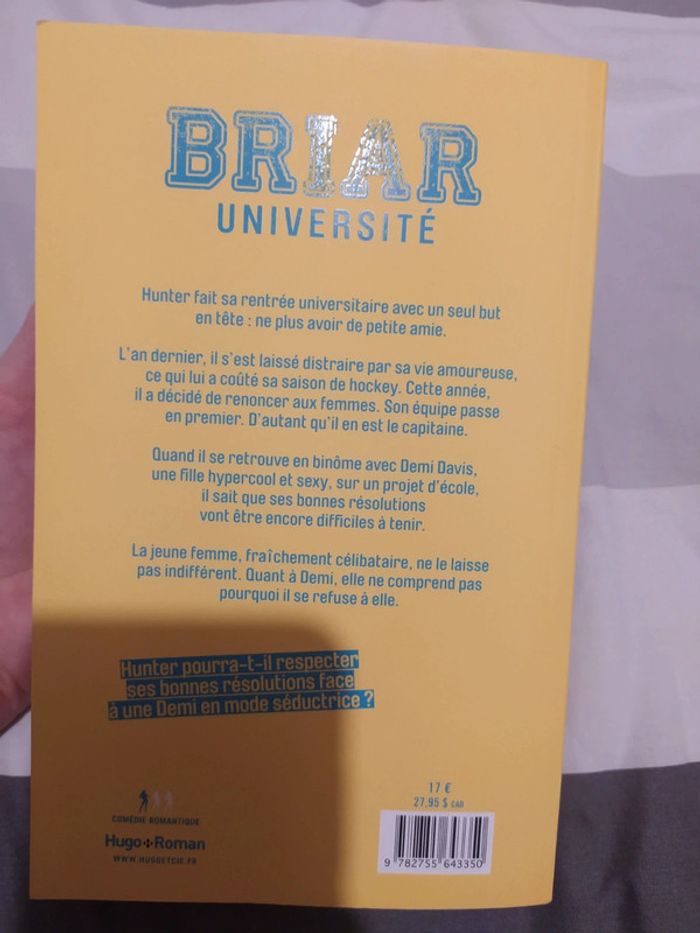 BRIAR
UNIVERSITÉ
Hunter fait sa rentrée universitaire avec un seul but
en tête : ne plus avoir de petite amie.
L'an dernier, il s'est laissé distraire par sa vie amoureuse,
ce qui lui a coûté sa saison de hockey. Cette année,
il a décidé de renoncer aux femmes. Son équipe passe
en premier. D'autant qu'il en est le capitaine.
Quand il se retrouve en binôme avec Demi Davis,
une fille hypercool et sexy, sur un projet d'école,
il sait que ses bonnes résolutions
vont être encore difficiles à tenir.
La jeune femme, fraîchement célibataire, ne le laisse
pas indifférent. Quant à Demi, elle ne comprend pas
pourquoi il se refuse à elle.
Hunter pourra-t-il respecter
ses bonnes résolutions face
à une Demi en mode séductrice ?
COMÉDIE ROMANTIQUE
Hugo+Roman
WWW.HUGOETCIE.FR
17 €
27,95 $ CAD
9 782755 643350